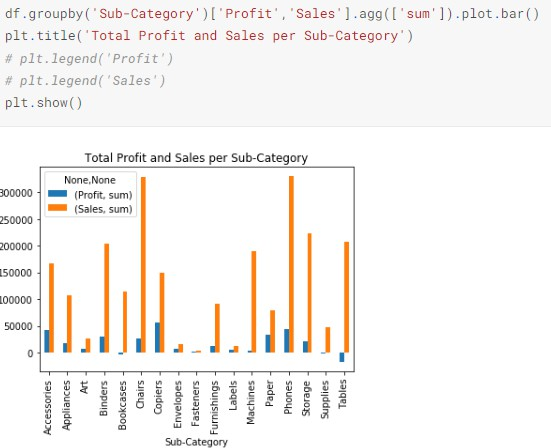 df.groupby('Sub-Category')['Profit','Sales'].agg(['sum']).plot.bar()
plt.title('Total Profit and Sales per Sub-Category')
# plt.legend('Profit')
# plt.legend('Sales')
plt.show()
Total Profit and Sales per Sub-Category
None,None
(Profit, sum)
(Sales, sum)
300000
250000
200000
150000
100000
50000
0
Accessories
Appliances
Art
Binders
Bookcases
Chairs
Copiers
Envelopes
Fasteners
Furnishings
Labels
Machines
Paper
Phones
Storage
Supplies
Tables
Sub-Category